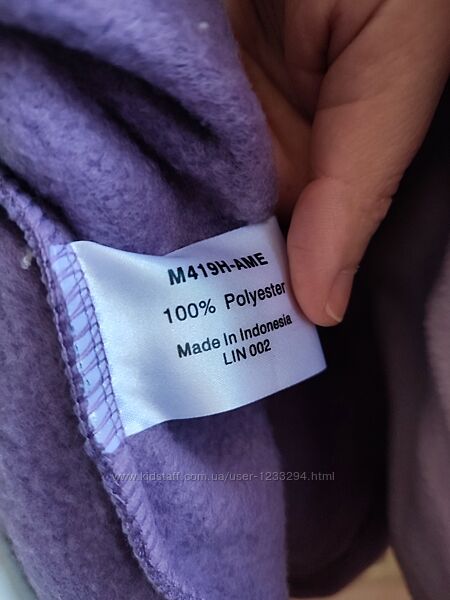 M419H-AME
100% Polyester
Made in Indonesia
LIN 002
www.kidstaff.com.ua/user-1233294.html